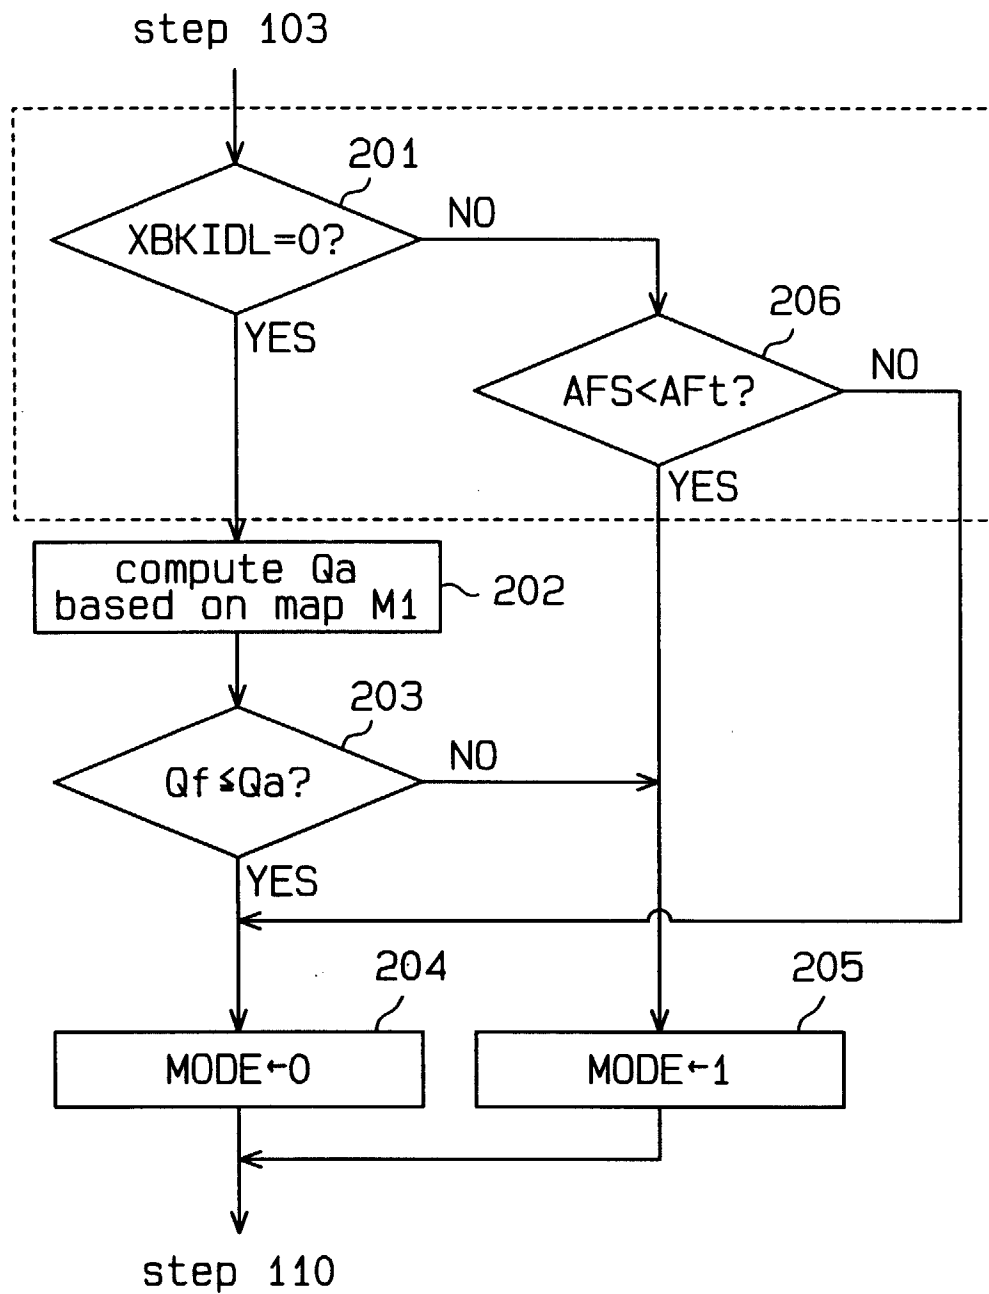 step 103
201
XBKIDL=0?
NO
YES
206
AFS<AFt?
NO
YES
compute Qa
based on map M1
202
203
Qf≦Qa?
NO
YES
204
MODE←0
205
MODE←1
step 110